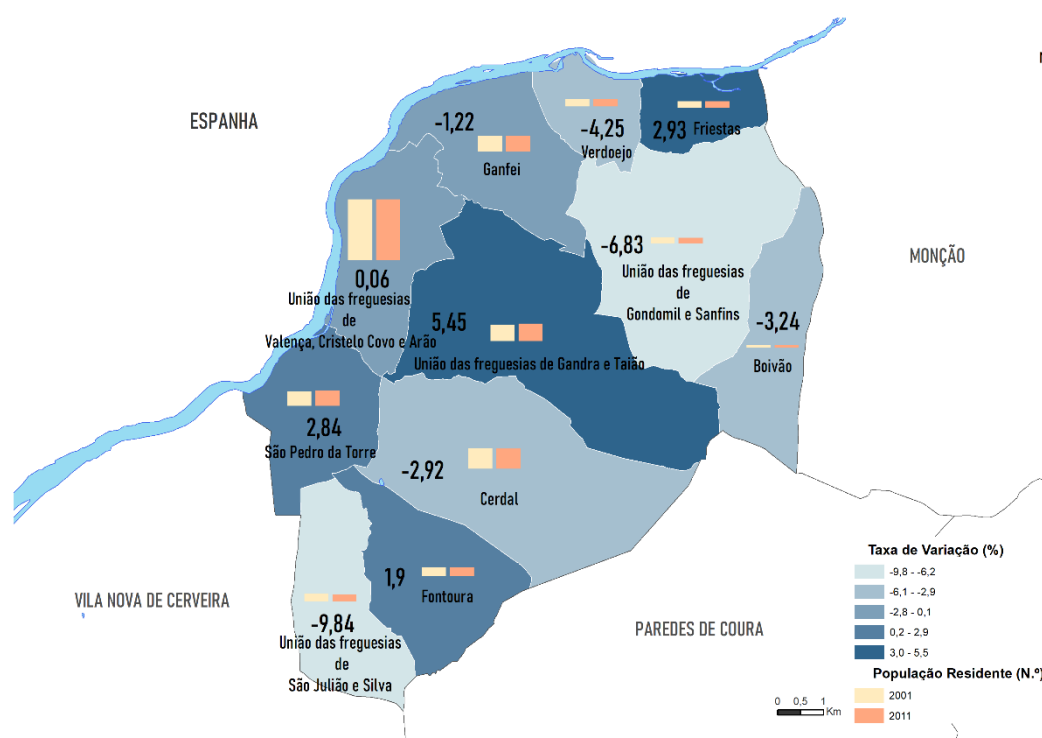 N
ESPANHA
-1,22
Ganfei
-4,25
Verdoejo
2,93 Friestas
0,06
União das freguesias
de
Valença, Cristelo Covo e Arão
-6,83
União das freguesias
de
Gondomil e Sanfins
MONÇÃO
-3,24
Boivão
5,45
União das freguesias de Gandra e Taião
2,84
São Pedro da Torre
-2,92
Cerdal
1,9
Fontoura
-9,84
União das freguesias
de
São Julião e Silva
VILA NOVA DE CERVEIRA
PAREDES DE COURA
Taxa de Variação (%)
-9,8 - -6,2
-6,1 - -2,9
-2,8 - 0,1
0,2 - 2,9
3,0 - 5,5
População Residente (N.º)
2001
2011
0 0,5 1
Km